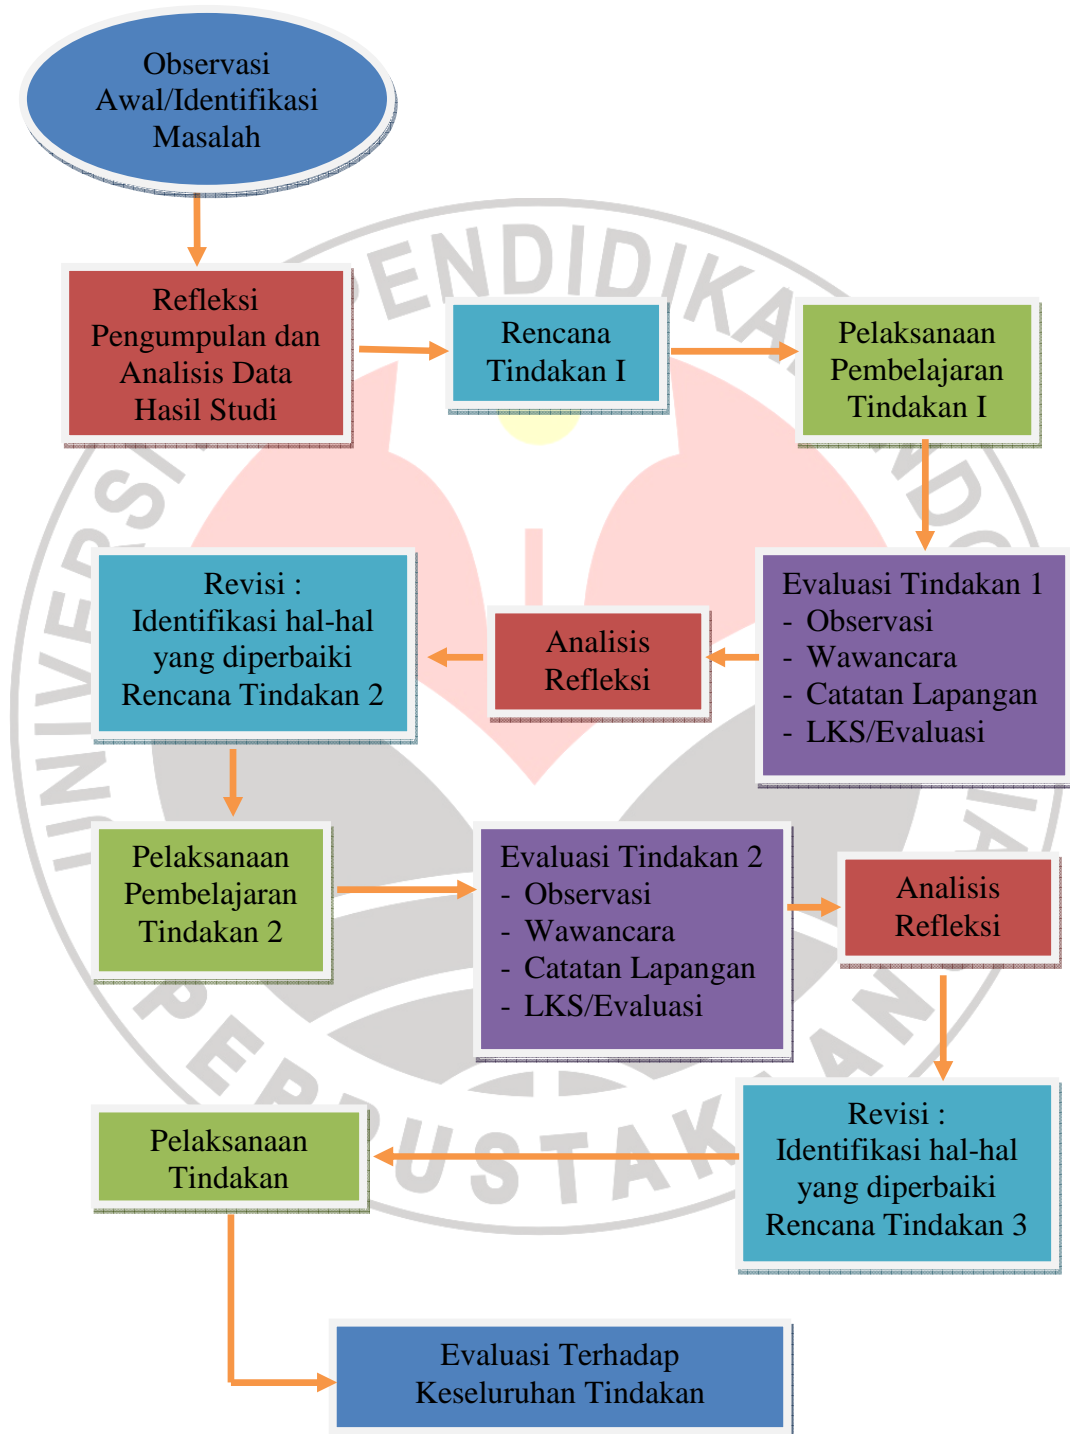 Observasi
Awal/Identifikasi
Masalah
Refleksi
Pengumpulan dan
Analisis Data
Hasil Studi
Rencana
Tindakan I
Pelaksanaan
Pembelajaran
Tindakan I
Evaluasi Tindakan 1
- Observasi
- Wawancara
- Catatan Lapangan
- LKS/Evaluasi
Analisis
Refleksi
Revisi :
Identifikasi hal-hal
yang diperbaiki
Rencana Tindakan 2
Pelaksanaan
Pembelajaran
Tindakan 2
Evaluasi Tindakan 2
- Observasi
- Wawancara
- Catatan Lapangan
- LKS/Evaluasi
Analisis
Refleksi
Revisi :
Identifikasi hal-hal
yang diperbaiki
Rencana Tindakan 3
Pelaksanaan
Tindakan
Evaluasi Terhadap
Keseluruhan Tindakan